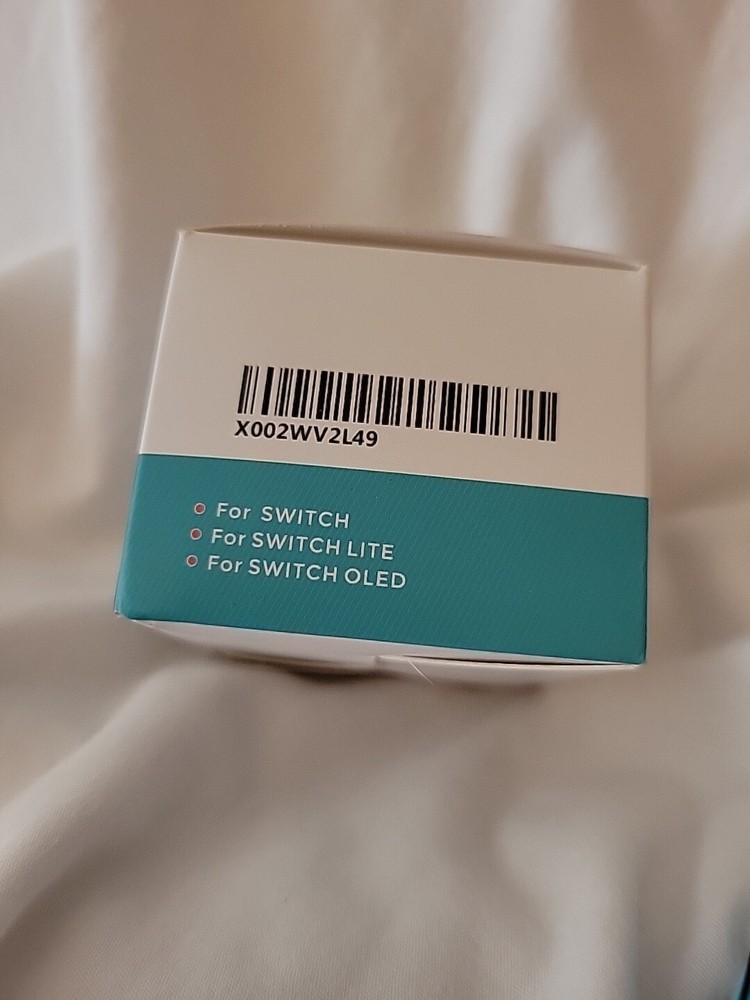 X002WV2L49
For SWITCH
For SWITCH LITE
For SWITCH OLED